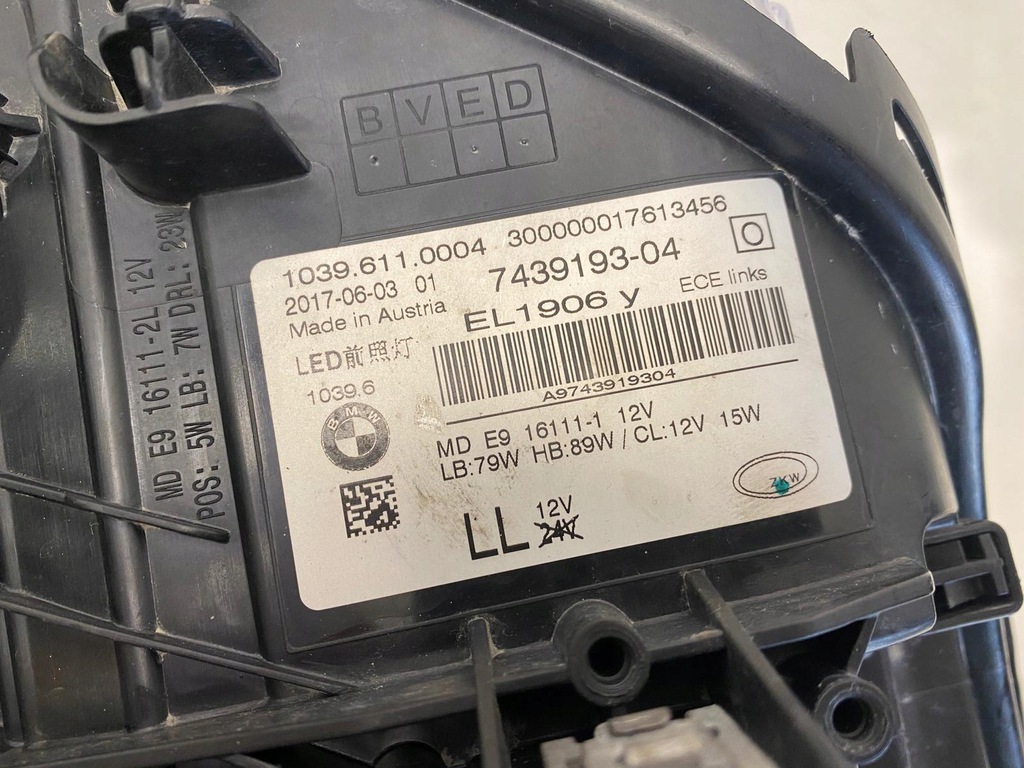 B V E D
1039.611.0004 300000017613456
2017-06-03 01 7439193-04 O
Made in Austria EL1906 y ECE links
LED前照灯
A9743919304
1039.6
BMW
MD E9 16111-1 12V
LB:79W HB:89W / CL:12V 15W
ZKW
LL 12V
24V
MD E9 16111-2L 12V
POS: 5W LB: 7W DRL: 23W